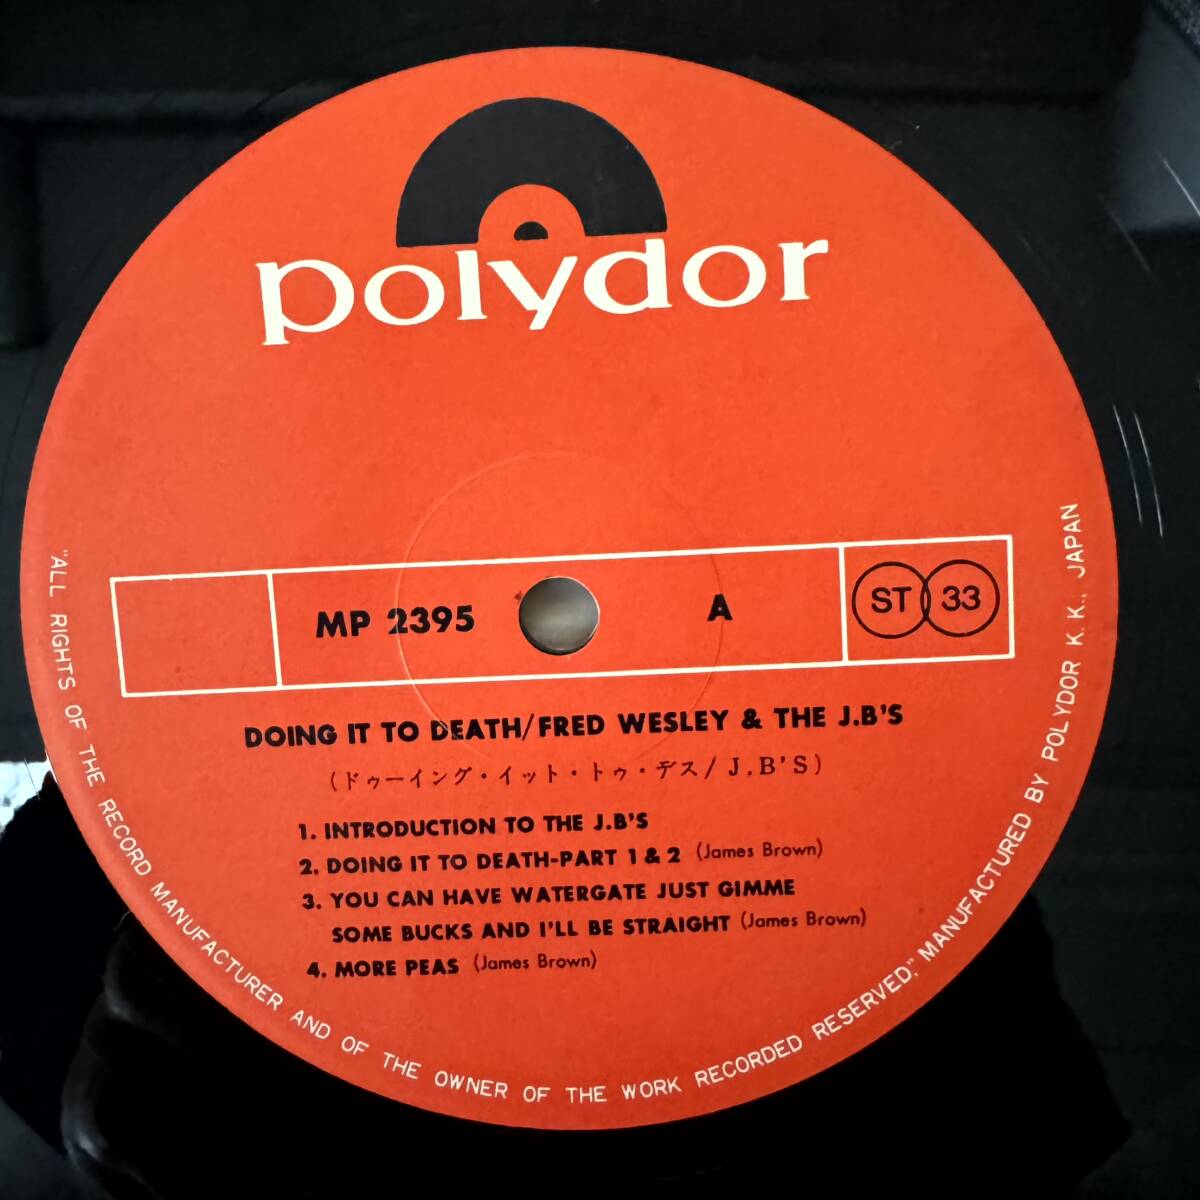 polydor
MP 2395 A ST 33
DOING IT TO DEATH/FRED WESLEY & THE J.B'S
(ドゥーイング・イット・トゥ・デス/J.B'S)
1. INTRODUCTION TO THE J.B'S
2. DOING IT TO DEATH-PART 1 & 2 (James Brown)
3. YOU CAN HAVE WATERGATE JUST GIMME
SOME BUCKS AND I'LL BE STRAIGHT (James Brown)
4. MORE PEAS (James Brown)
"ALL RIGHTS OF THE RECORD MANUFACTURER AND OF THE OWNER OF THE WORK RECORDED RESERVED," MANUFACTURED BY POLYDOR K.K., JAPAN